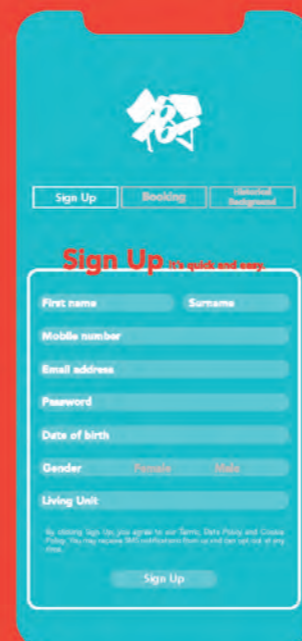 Sign Up
Booking
Historical
Background
Sign Up It's quick and easy.
First name
Surname
Mobile number
Email address
Password
Date of birth
Gender
Female
Male
Living Unit
By clicking Sign Up, you agree to our Terms, Data Policy and Cookie
Policy. You may receive SMS notifications from us and can opt out at any
time.
Sign Up